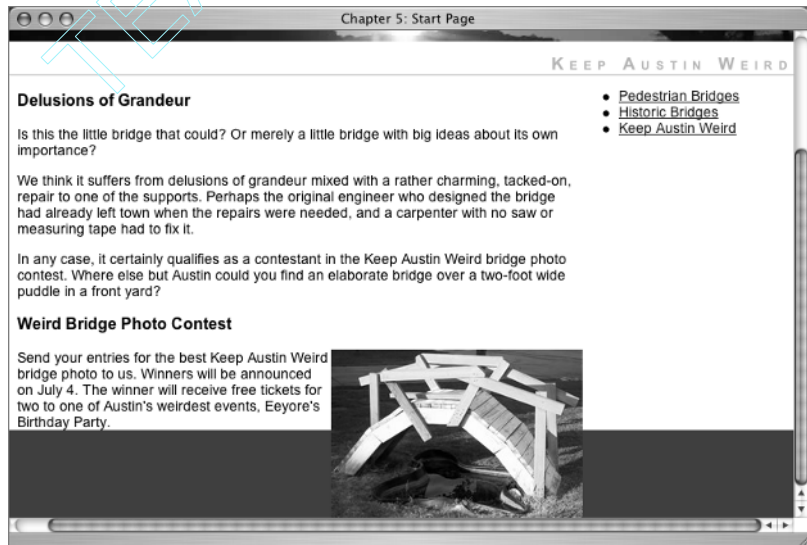 Chapter 5: Start Page
KEEP AUSTIN WEIRD
Delusions of Grandeur
Is this the little bridge that could? Or merely a little bridge with big ideas about its own
importance?
We think it suffers from delusions of grandeur mixed with a rather charming, tacked-on,
repair to one of the supports. Perhaps the original engineer who designed the bridge
had already left town when the repairs were needed, and a carpenter with no saw or
measuring tape had to fix it.
In any case, it certainly qualifies as a contestant in the Keep Austin Weird bridge photo
contest. Where else but Austin could you find an elaborate bridge over a two-foot wide
puddle in a front yard?
Weird Bridge Photo Contest
Send your entries for the best Keep Austin Weird
bridge photo to us. Winners will be announced
on July 4. The winner will receive free tickets for
two to one of Austin's weirdest events, Eeyore's
Birthday Party.
• Pedestrian Bridges
• Historic Bridges
• Keep Austin Weird